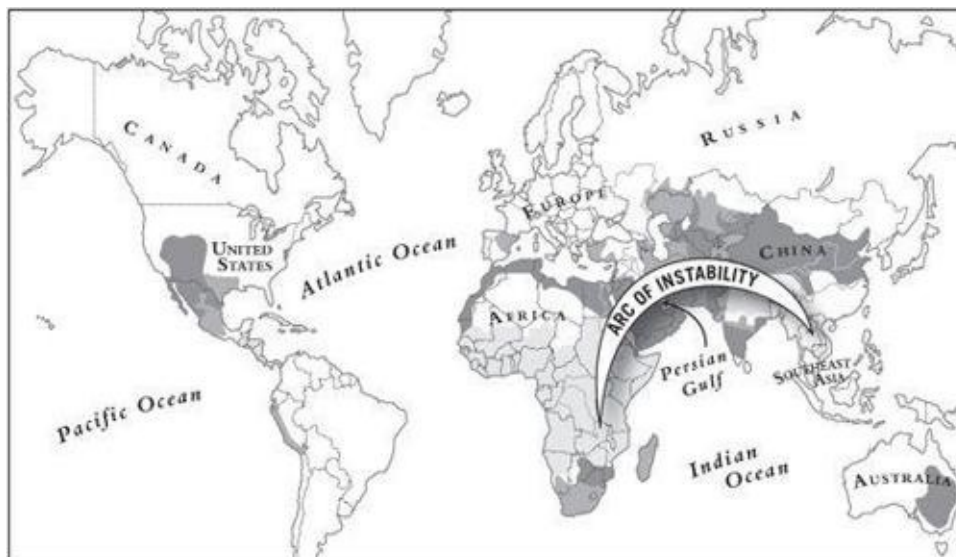 CANADA
RUSSIA
EUROPE
UNITED
STATES
Atlantic Ocean
CHINA
ARC OF INSTABILITY
AFRICA
Persian
Gulf
SOUTHEAST
ASIA
Pacific Ocean
Indian
Ocean
AUSTRALIA